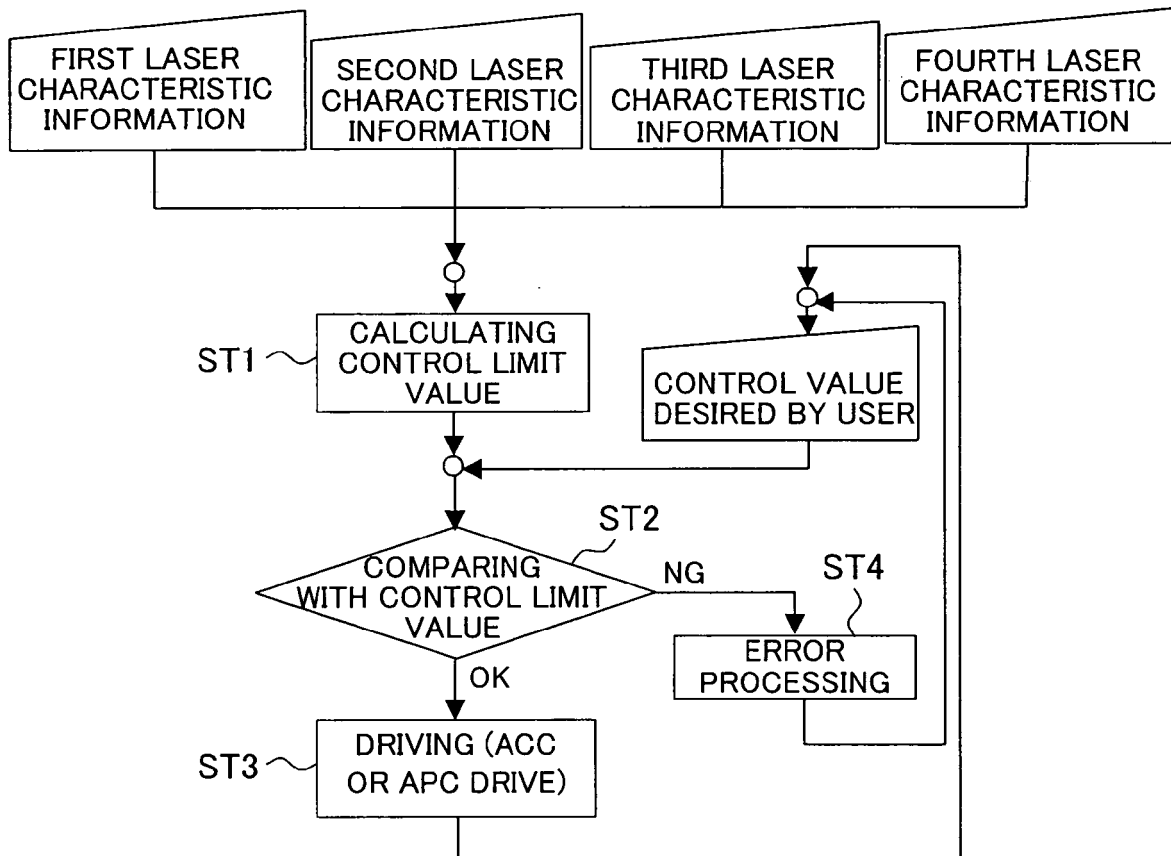 FIRST LASER
CHARACTERISTIC
INFORMATION
SECOND LASER
CHARACTERISTIC
INFORMATION
THIRD LASER
CHARACTERISTIC
INFORMATION
FOURTH LASER
CHARACTERISTIC
INFORMATION
ST1
CALCULATING
CONTROL LIMIT
VALUE
CONTROL VALUE
DESIRED BY USER
ST2
COMPARING
WITH CONTROL LIMIT
VALUE
NG
ST4
ERROR
PROCESSING
OK
ST3
DRIVING (ACC
OR APC DRIVE)